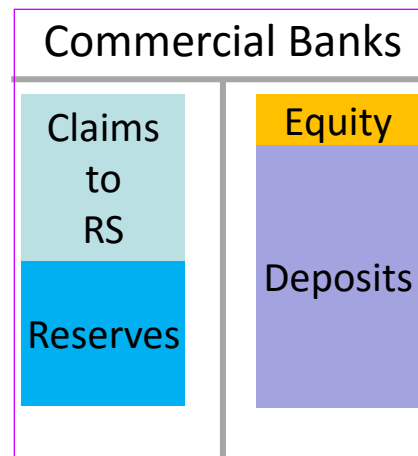 Commercial Banks
Claims
to
RS
Reserves
Equity
Deposits